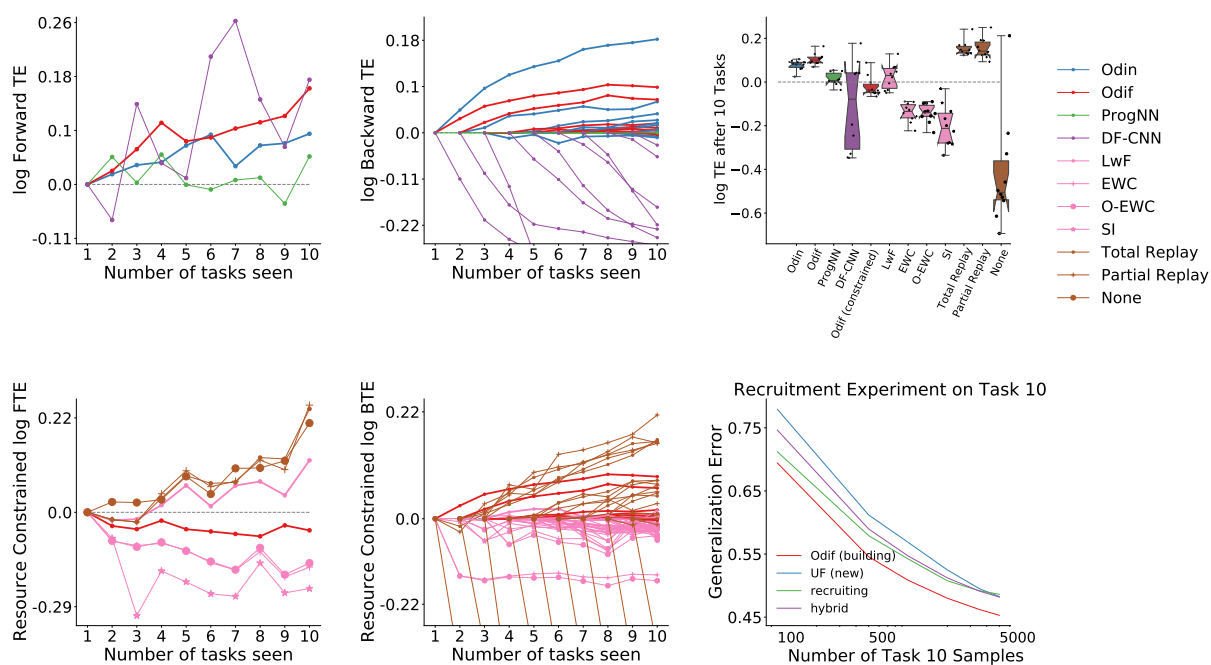 log Forward TE
0.26
0.1
0.0
-0.11
1 2 3 4 5 6 7 8 9 10
Number of tasks seen
log Backward TE
0.18
0.1
0.0
-0.11
-0.22
1 2 3 4 5 6 7 8 9 10
Number of tasks seen
log TE after 10 Tasks
0.2
0.0
−0.2
−0.4
−0.6
Odin
Odif
ProgNN
DF-CNN
Odif (constrained)
LwF
EWC
O-EWC
SI
Total Replay
Partial Replay
None
Odin
Odif
ProgNN
DF-CNN
LwF
EWC
O-EWC
SI
Total Replay
Partial Replay
None
Resource Constrained log FTE
0.22
0.0
-0.29
1 2 3 4 5 6 7 8 9 10
Number of tasks seen
Resource Constrained log BTE
0.22
0.0
-0.22
1 2 3 4 5 6 7 8 9 10
Number of tasks seen
Recruitment Experiment on Task 10
Generalization Error
0.75
0.65
0.55
0.45
Odif (building)
UF (new)
recruiting
hybrid
100 500 5000
Number of Task 10 Samples